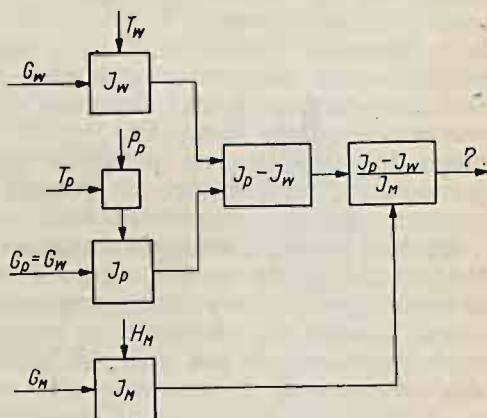 T_w
G_w
J_w
P_p
T_p
J_p - J_w
J_p - J_w
J_M
η
G_p = G_w
J_p
H_M
G_M
J_M